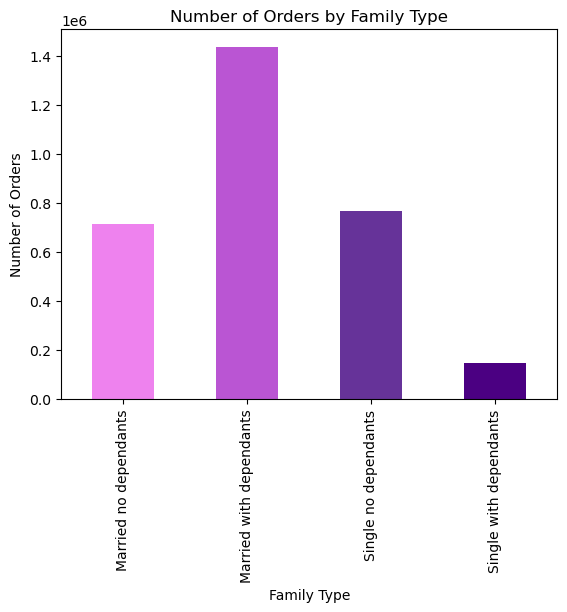 Number of Orders by Family Type
1e6
1.4
1.2
1.0
0.8
0.6
0.4
0.2
0.0
Number of Orders
Married no dependants
Married with dependants
Single no dependants
Single with dependants
Family Type